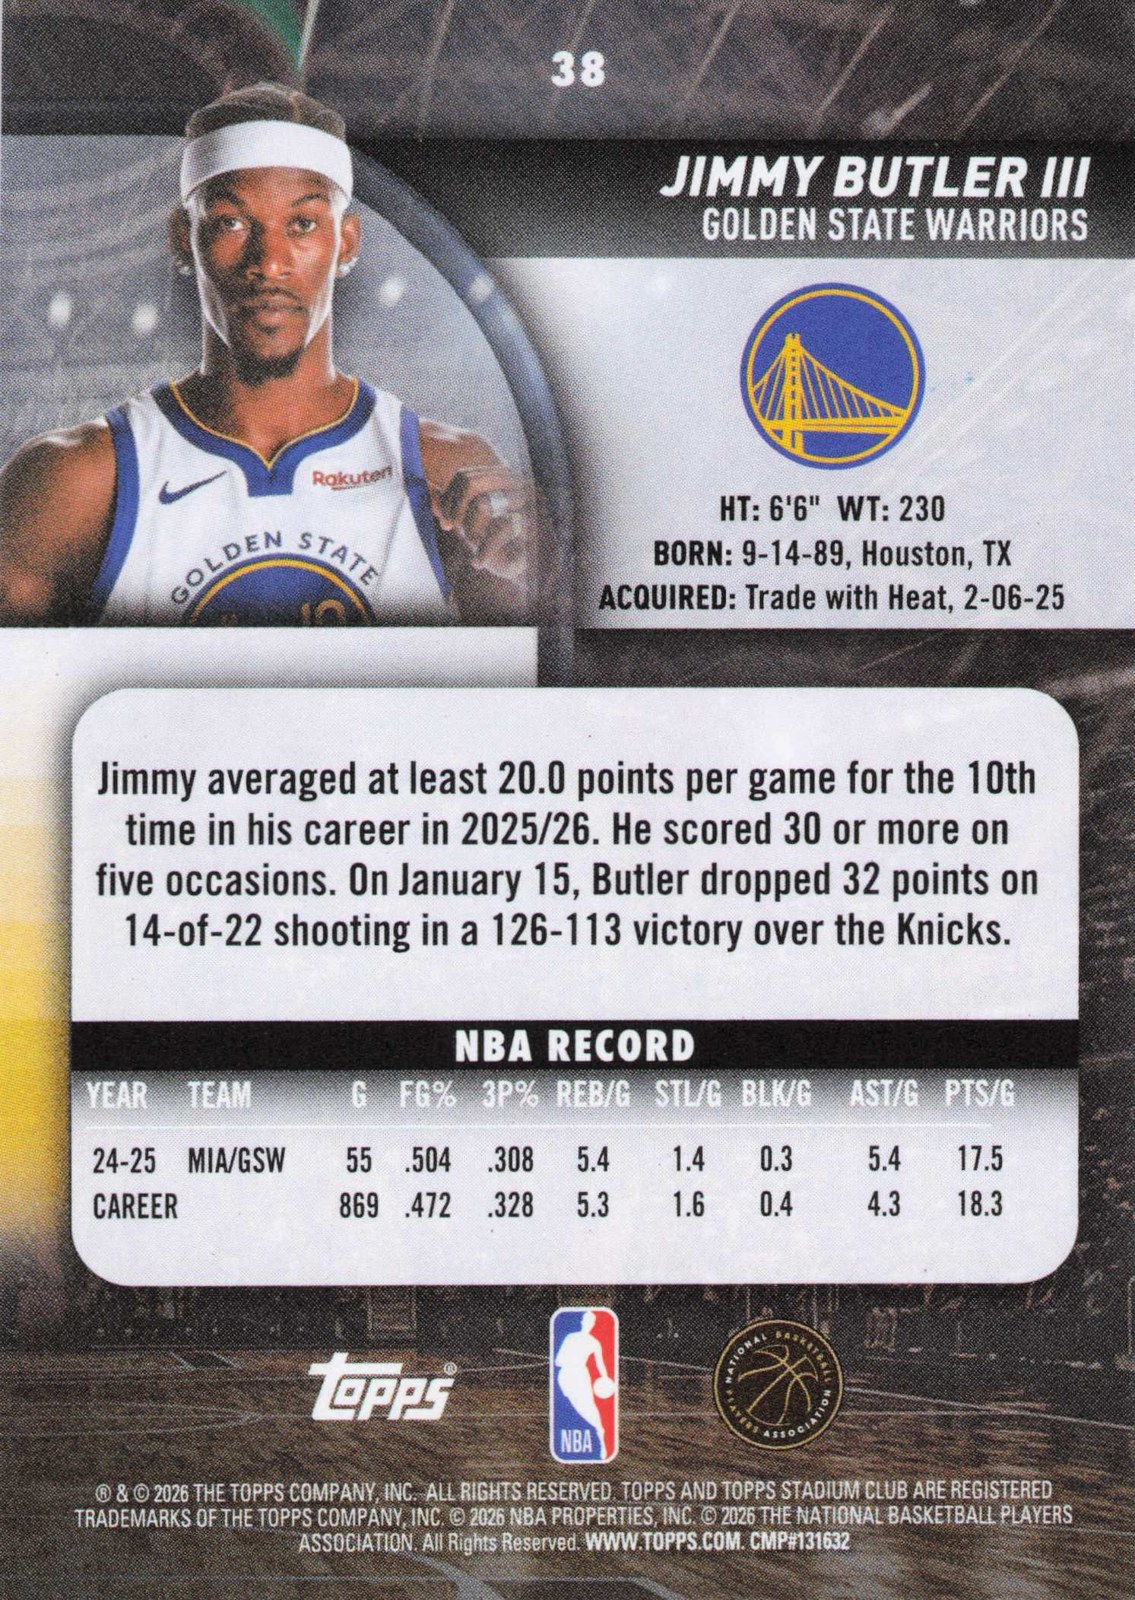 38
JIMMY BUTLER III
GOLDEN STATE WARRIORS
Rakuten
GOLDEN STATE
HT: 6'6" WT: 230
BORN: 9-14-89, Houston, TX
ACQUIRED: Trade with Heat, 2-06-25
Jimmy averaged at least 20.0 points per game for the 10th
time in his career in 2025/26. He scored 30 or more on
five occasions. On January 15, Butler dropped 32 points on
14-of-22 shooting in a 126-113 victory over the Knicks.
NBA RECORD
YEAR TEAM G FG% 3P% REB/G STL/G BLK/G AST/G PTS/G
24-25 MIA/GSW 55 .504 .308 5.4 1.4 0.3 5.4 17.5
CAREER 869 .472 .328 5.3 1.6 0.4 4.3 18.3
Topps®
NBA
NATIONAL BASKETBALL PLAYERS ASSOCIATION
® & © 2026 THE TOPPS COMPANY, INC. ALL RIGHTS RESERVED. TOPPS AND TOPPS STADIUM CLUB ARE REGISTERED
TRADEMARKS OF THE TOPPS COMPANY, INC. © 2026 NBA PROPERTIES, INC. © 2026 THE NATIONAL BASKETBALL PLAYERS
ASSOCIATION. All Rights Reserved. WWW.TOPPS.COM. CMP#131632